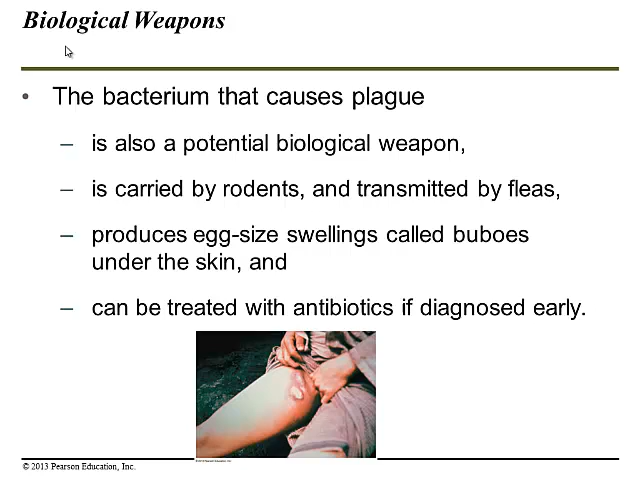 Biological Weapons
• The bacterium that causes plague
– is also a potential biological weapon,
– is carried by rodents, and transmitted by fleas,
– produces egg-size swellings called buboes
under the skin, and
– can be treated with antibiotics if diagnosed early.
© 2013 Pearson Education, Inc.